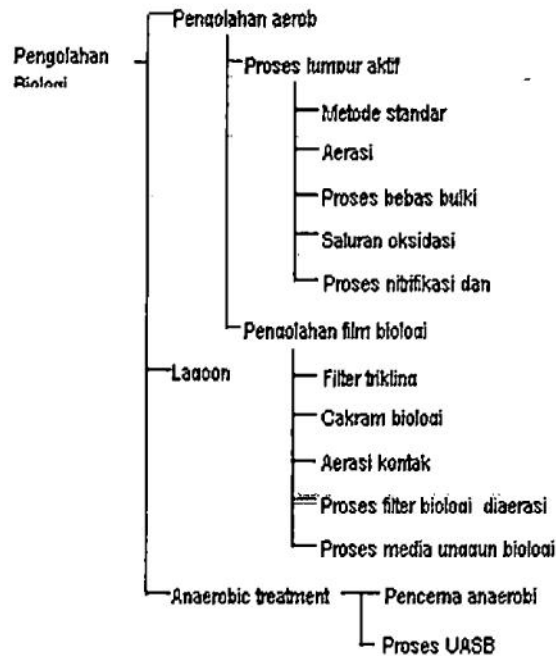 Pengolahan aerob
Pengolahan
Biologi
Proses lumpur aktif
Metode standar
Aerasi
Proses bebas bulki
Saluran oksidasi
Proses nitrifikasi dan
Pengolahan film biologi
Lagoon
Filter trikling
Cakram biologi
Aerasi kontak
Proses filter biologi diaerasi
Proses media unggun biologi
Anaerobic treatment
Pencerna anaerobi
Proses UASB